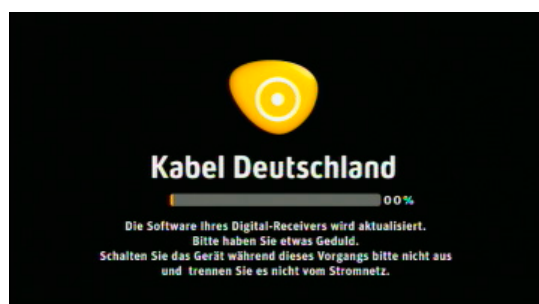 Kabel Deutschland
00%
Die Software Ihres Digital-Receivers wird aktualisiert.
Bitte haben Sie etwas Geduld.
Schalten Sie das Gerät während dieses Vorgangs bitte nicht aus
und trennen Sie es nicht vom Stromnetz.